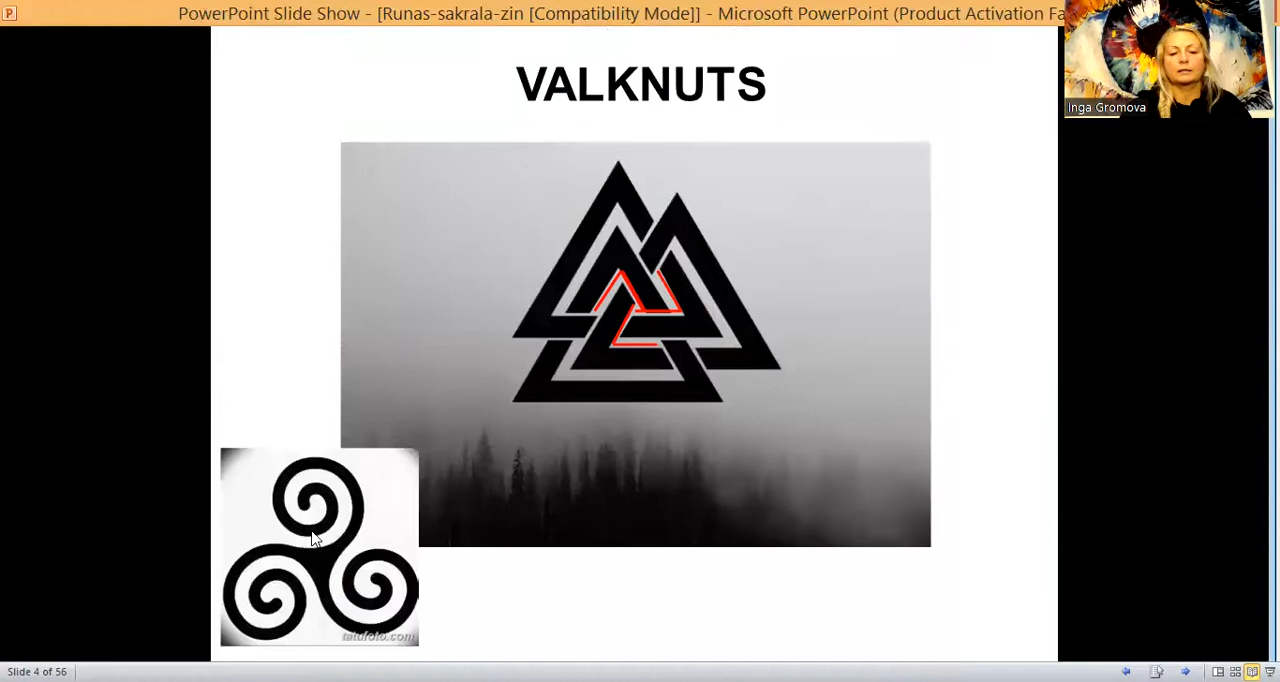 PowerPoint Slide Show - [Runas-sakrala-zin [Compatibility Mode]] - Microsoft PowerPoint (Product Activation Fa
Inga Gromova
VALKNUTS
tatufoto.com
Slide 4 of 56